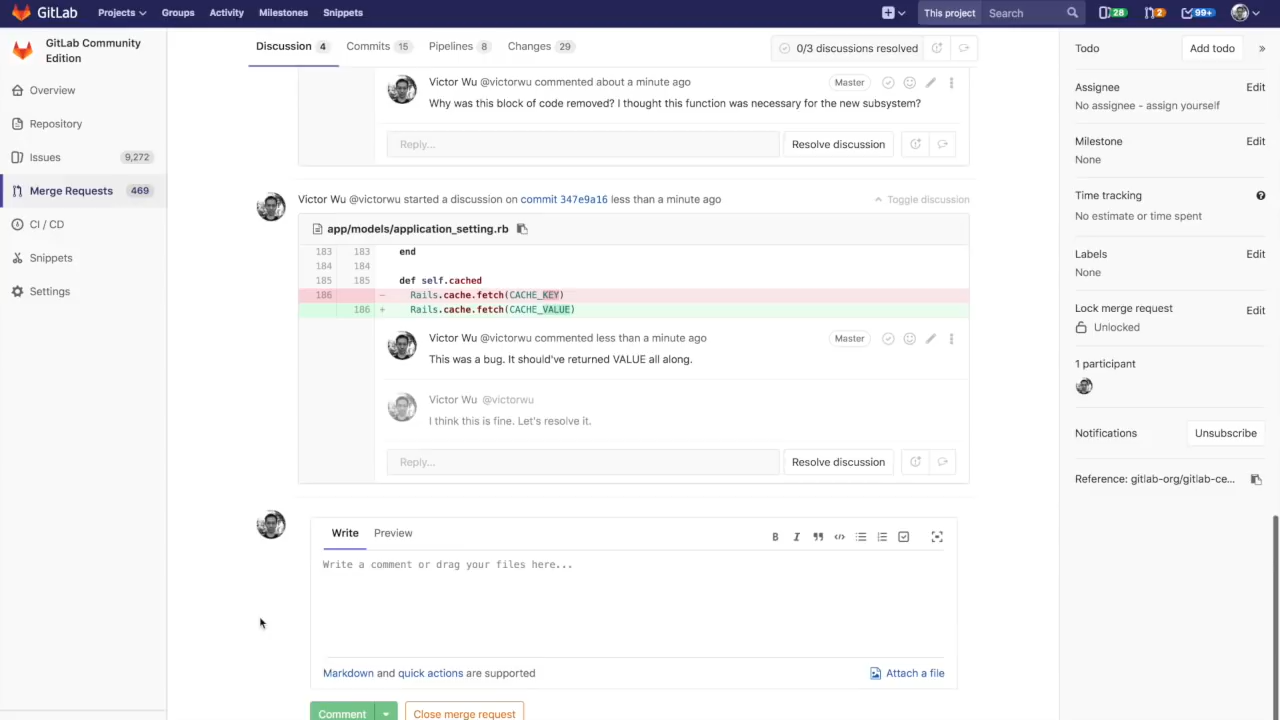 GitLab Projects Groups Activity Milestones Snippets This project Search 28 2 99+
GitLab Community
Edition
Overview
Repository
Issues 9,272
Merge Requests 469
CI / CD
Snippets
Settings
Discussion 4 Commits 15 Pipelines 8 Changes 29 0/3 discussions resolved
Victor Wu @victorwu commented about a minute ago Master
Why was this block of code removed? I thought this function was necessary for the new subsystem?
Reply... Resolve discussion
Victor Wu @victorwu started a discussion on commit 347e9a16 less than a minute ago Toggle discussion
app/models/application_setting.rb
183 183 end
184 184
185 185 def self.cached
186 - Rails.cache.fetch(CACHE_KEY)
186 + Rails.cache.fetch(CACHE_VALUE)
Victor Wu @victorwu commented less than a minute ago Master
This was a bug. It should've returned VALUE all along.
Victor Wu @victorwu
I think this is fine. Let's resolve it.
Reply... Resolve discussion
Write Preview
Write a comment or drag your files here...
Markdown and quick actions are supported Attach a file
Comment Close merge request
Todo Add todo »
Assignee Edit
No assignee - assign yourself
Milestone Edit
None
Time tracking
No estimate or time spent
Labels Edit
None
Lock merge request Edit
Unlocked
1 participant
Notifications Unsubscribe
Reference: gitlab-org/gitlab-ce...